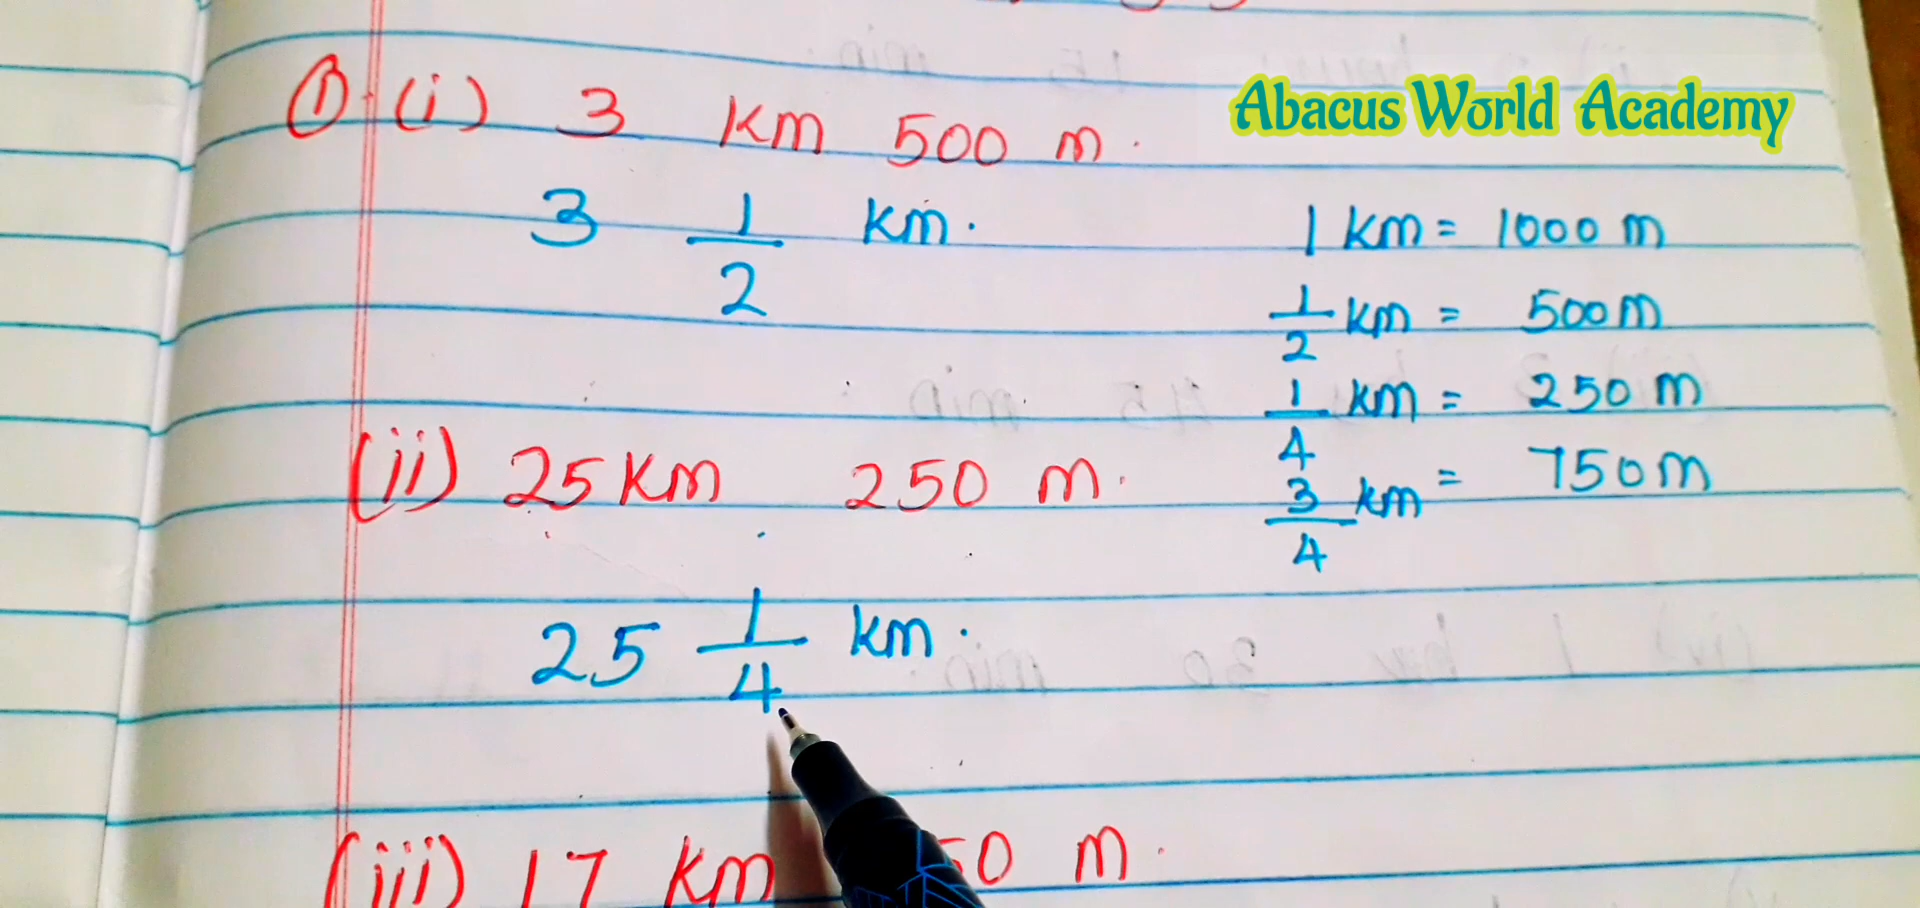 Abacus World Academy
① (i) 3 km 500 m.
3 1/2 km.
1 km = 1000 m
1/2 km = 500 m
1/4 km = 250 m
3/4 km = 750 m
(ii) 25 km 250 m.
25 1/4 km.
(iii) 17 km 50 m.